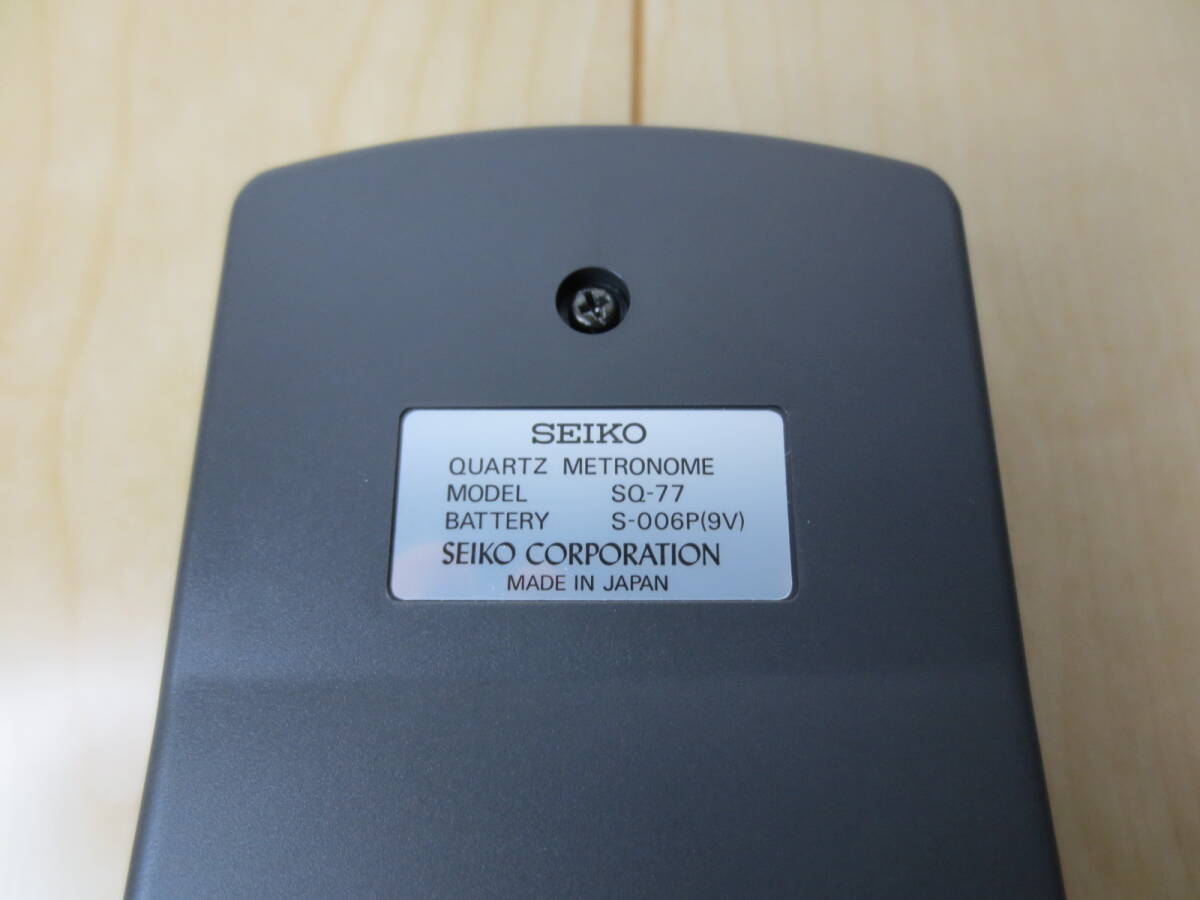 SEIKO
QUARTZ METRONOME
MODEL SQ-77
BATTERY S-006P(9V)
SEIKO CORPORATION
MADE IN JAPAN